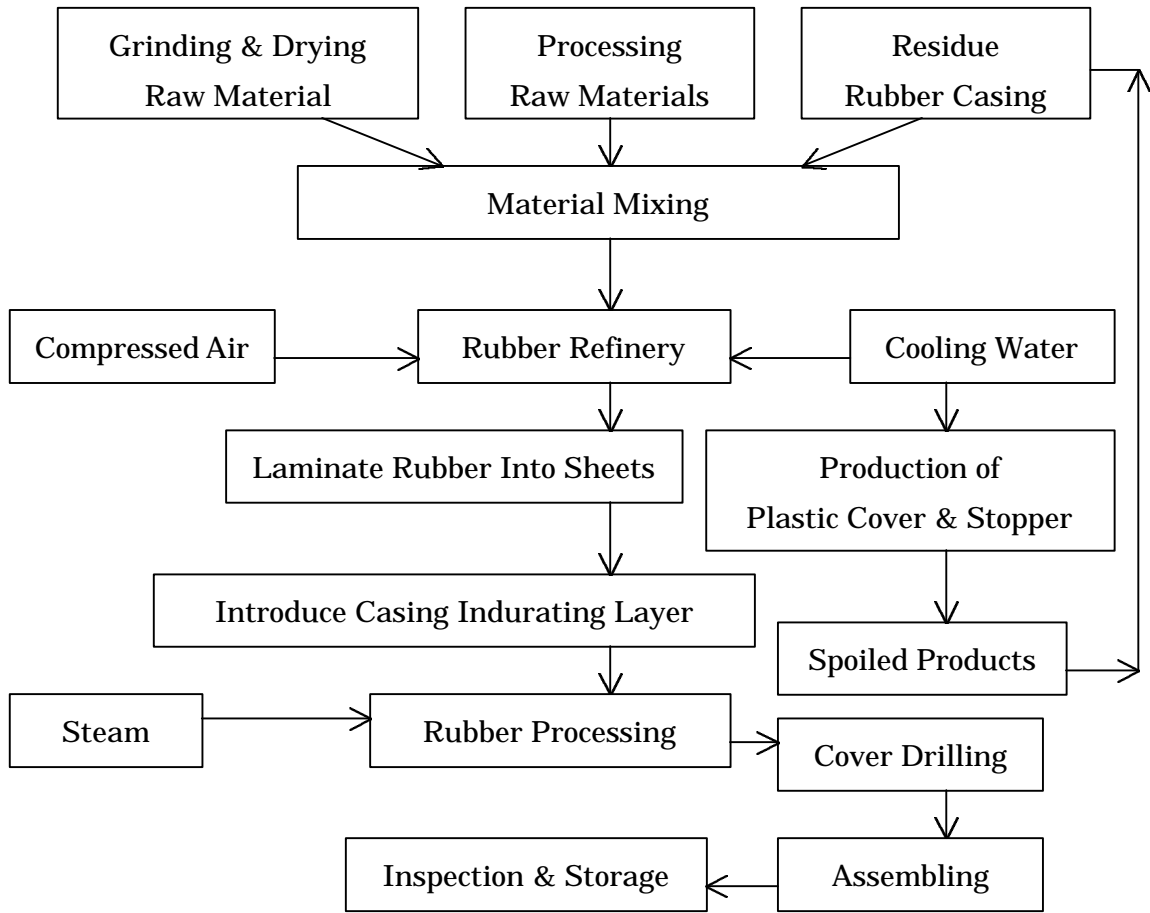 Grinding & Drying
Raw Material
Processing
Raw Materials
Residue
Rubber Casing
Material Mixing
Compressed Air
Rubber Refinery
Cooling Water
Laminate Rubber Into Sheets
Production of
Plastic Cover & Stopper
Introduce Casing Indurating Layer
Spoiled Products
Steam
Rubber Processing
Cover Drilling
Inspection & Storage
Assembling